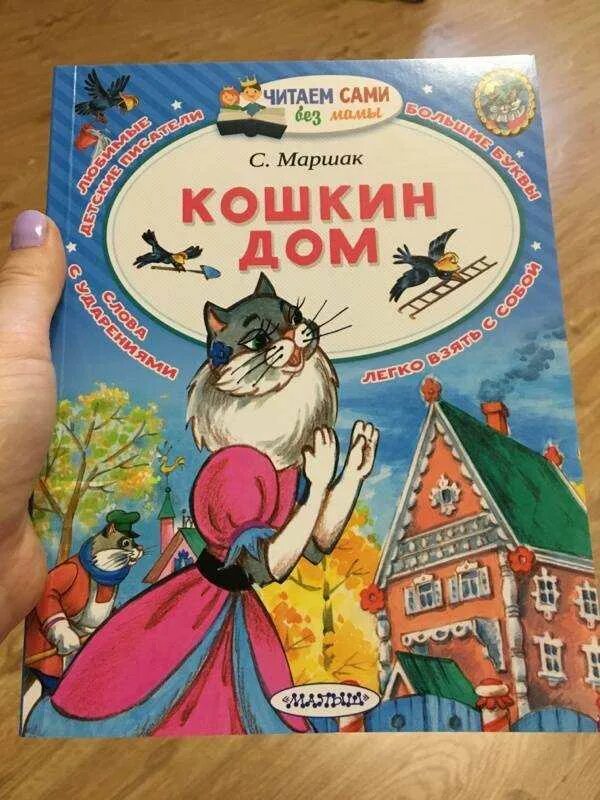 ЧИТАЕМ САМИ
без мамы
ЛЮБИМЫЕ
ДЕТСКИЕ ПИСАТЕЛИ
БОЛЬШИЕ БУКВЫ
С. Маршак
КОШКИН
ДОМ
СЛОВА
С УДАРЕНИЯМИ
ЛЕГКО ВЗЯТЬ С СОБОЙ
«МАЛЫШ»